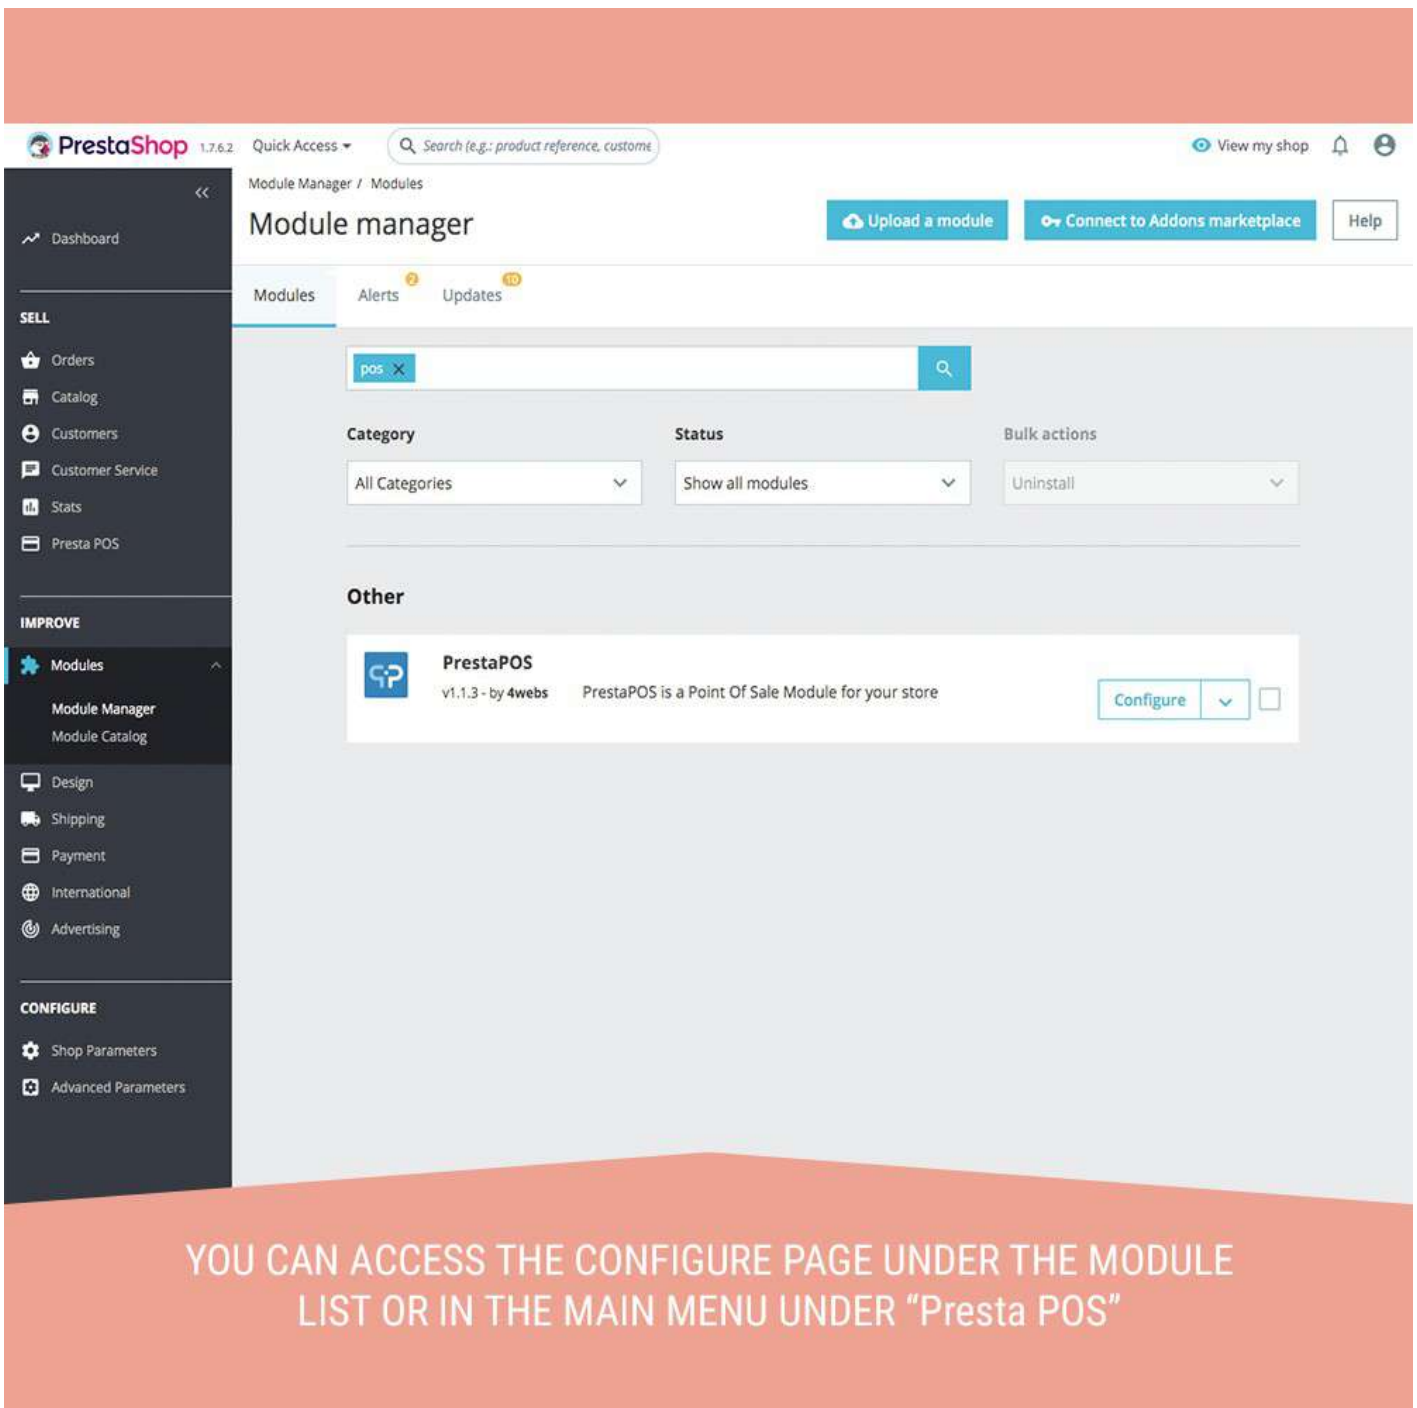 PrestaShop 1.7.6.2 Quick Access Search (e.g.: product reference, custome View my shop
Module Manager / Modules
Module manager
Upload a module
Connect to Addons marketplace
Help
Modules Alerts 2 Updates 10
Dashboard
SELL
Orders
Catalog
Customers
Customer Service
Stats
Presta POS
IMPROVE
Modules
Module Manager
Module Catalog
Design
Shipping
Payment
International
Advertising
CONFIGURE
Shop Parameters
Advanced Parameters
pos
Category Status Bulk actions
All Categories Show all modules Uninstall
Other
PrestaPOS
v1.1.3 - by 4webs PrestaPOS is a Point Of Sale Module for your store
Configure
YOU CAN ACCESS THE CONFIGURE PAGE UNDER THE MODULE
LIST OR IN THE MAIN MENU UNDER “Presta POS”